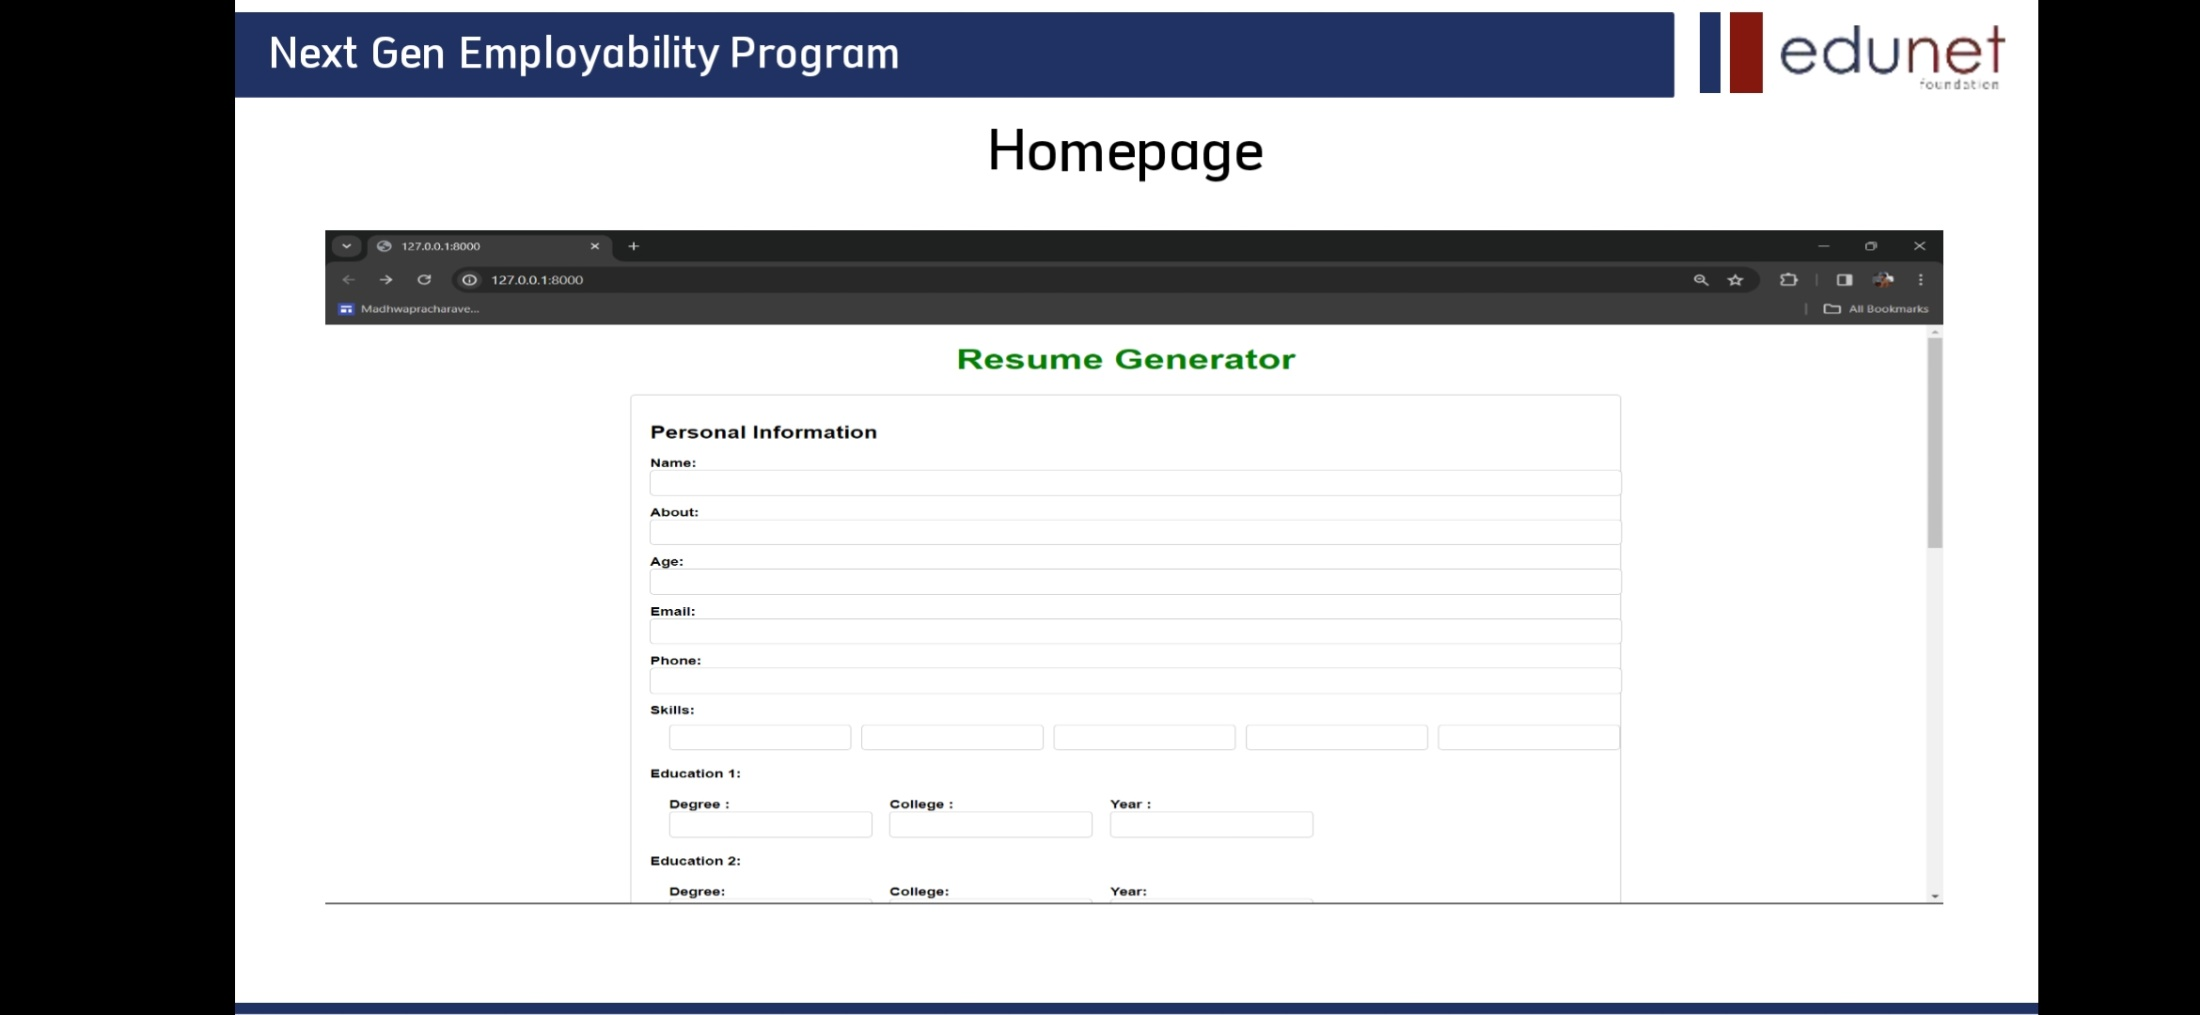 Next Gen Employability Program
edunet
foundation
Homepage
127.0.0.1:8000
127.0.0.1:8000
Madhwapracharave...
All Bookmarks
Resume Generator
Personal Information
Name:
About:
Age:
Email:
Phone:
Skills:
Education 1:
Degree : College : Year :
Education 2:
Degree: College: Year: